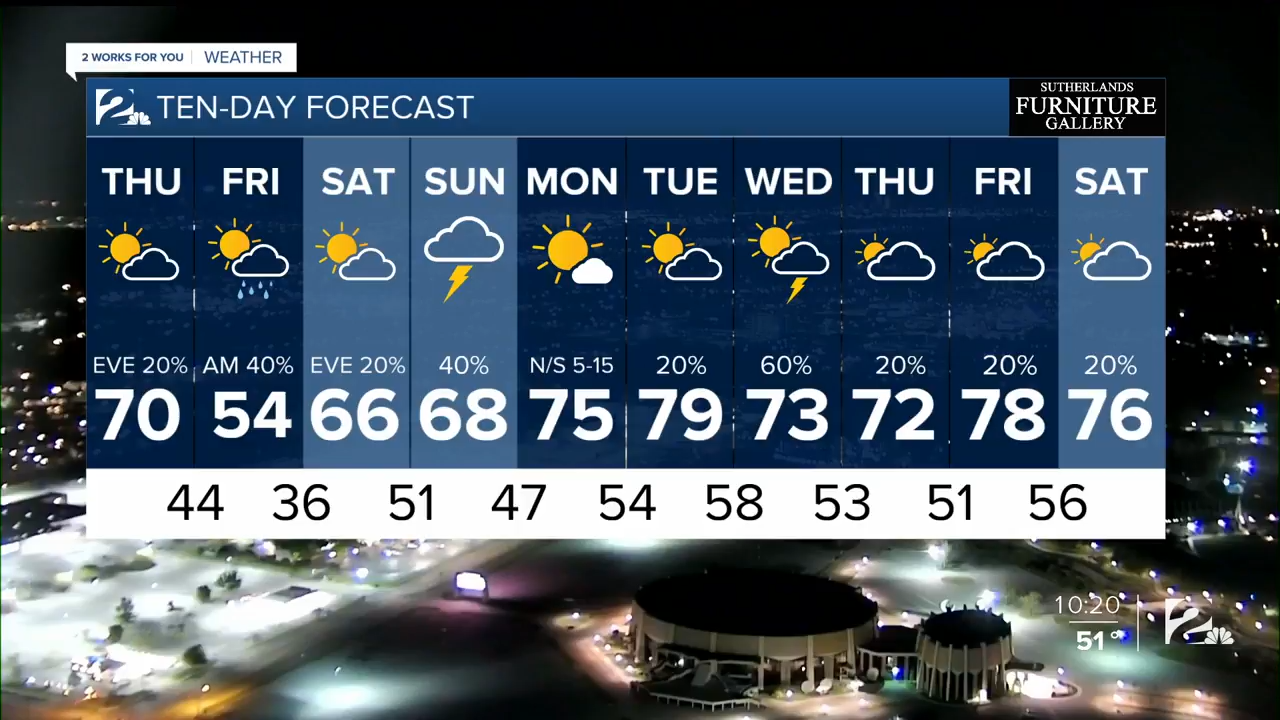 2 WORKS FOR YOU | WEATHER
2 TEN-DAY FORECAST
SUTHERLANDS
FURNITURE
GALLERY
THU FRI SAT SUN MON TUE WED THU FRI SAT
EVE 20% AM 40% EVE 20% 40% N/S 5-15 20% 60% 20% 20% 20%
70 54 66 68 75 79 73 72 78 76
44 36 51 47 54 58 53 51 56
10:20
51°
2